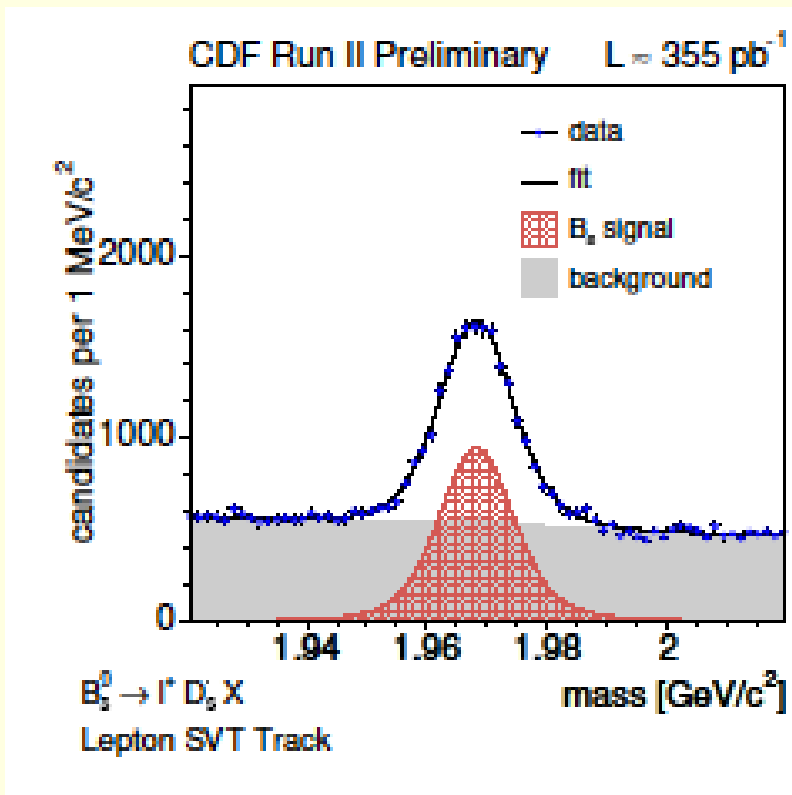 CDF Run II Preliminary L ≈ 355 pb⁻¹
candidates per 1 MeV/c²
data
fit
Bₛ signal
background
2000
1000
0
1.94 1.96 1.98 2
mass [GeV/c²]
Bₛ⁰ → l⁺ Dₛ⁻ X
Lepton SVT Track